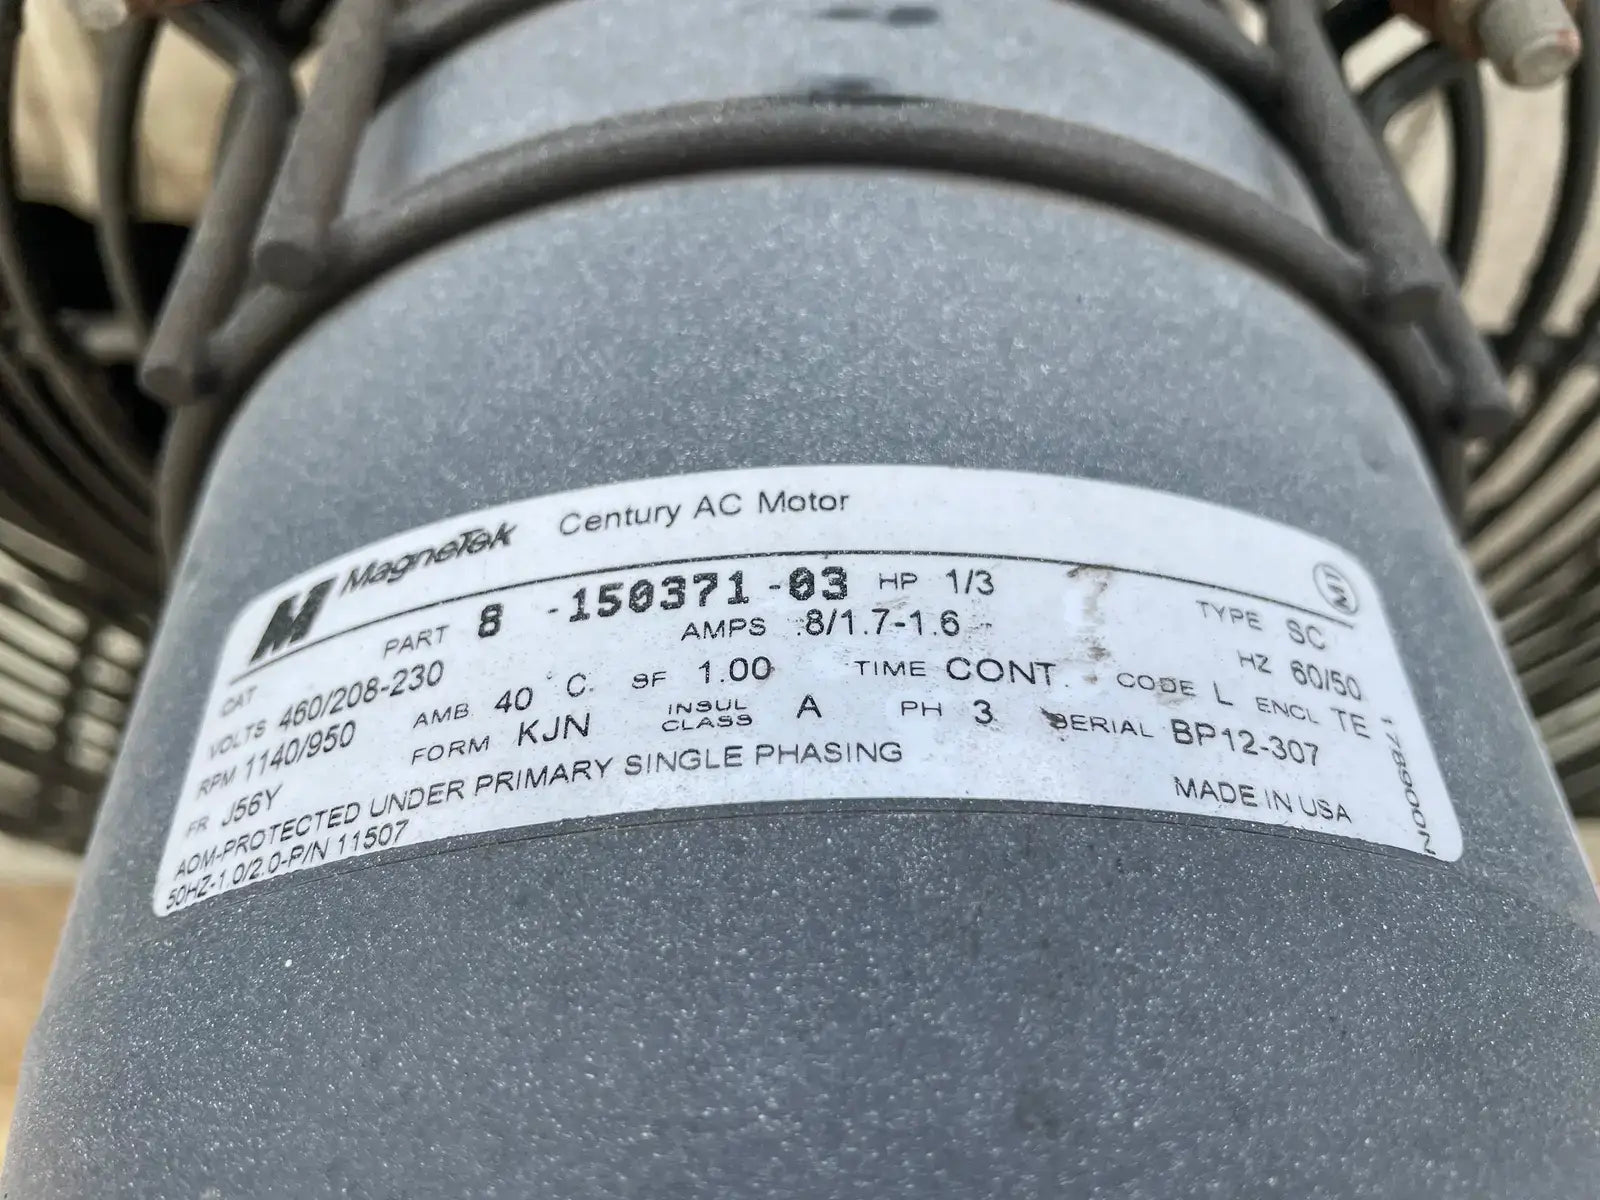 MagneTek Century AC Motor
PART 8 -150371-03 HP 1/3 TYPE SC
CAT AMPS .8/1.7-1.6 HZ 60/50
VOLTS 460/208-230 AMB 40 °C. SF 1.00 TIME CONT. CODE L ENCL TE
RPM 1140/950 FORM KJN INSUL CLASS A PH 3 SERIAL BP12-307
FR J56Y
AOM-PROTECTED UNDER PRIMARY SINGLE PHASING MADE IN USA
50HZ-1.0/2.0-P/N 11507